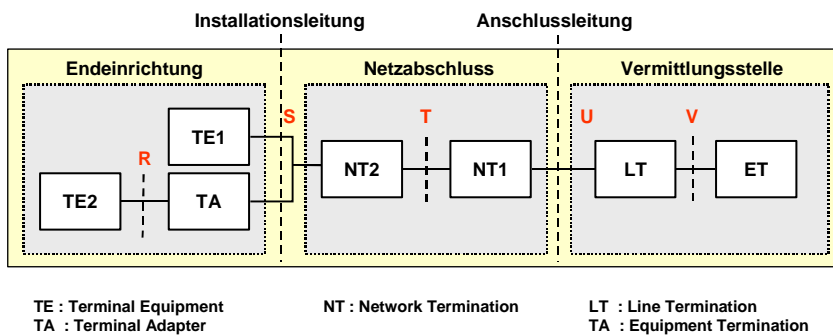 Installationsleitung Anschlussleitung
Endeinrichtung Netzabschluss Vermittlungsstelle
S T U V
TE1
R
NT2 NT1 LT ET
TE2 TA
TE : Terminal Equipment NT : Network Termination LT : Line Termination
TA : Terminal Adapter TA : Equipment Termination